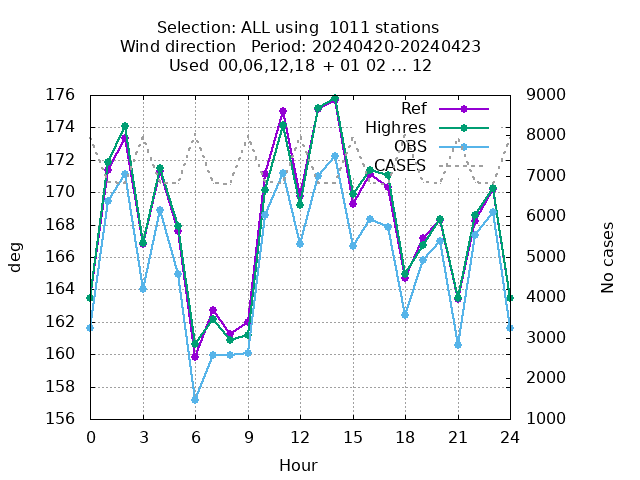 Selection: ALL using  1011 stations
Wind direction   Period: 20240420-20240423
Used  00,06,12,18  + 01 02 ... 12
176
174
172
170
168
166
164
162
160
158
156
9000
8000
7000
6000
5000
4000
3000
2000
1000
Ref
Highres
OBS
CASES
deg
No cases
0 3 6 9 12 15 18 21 24
Hour